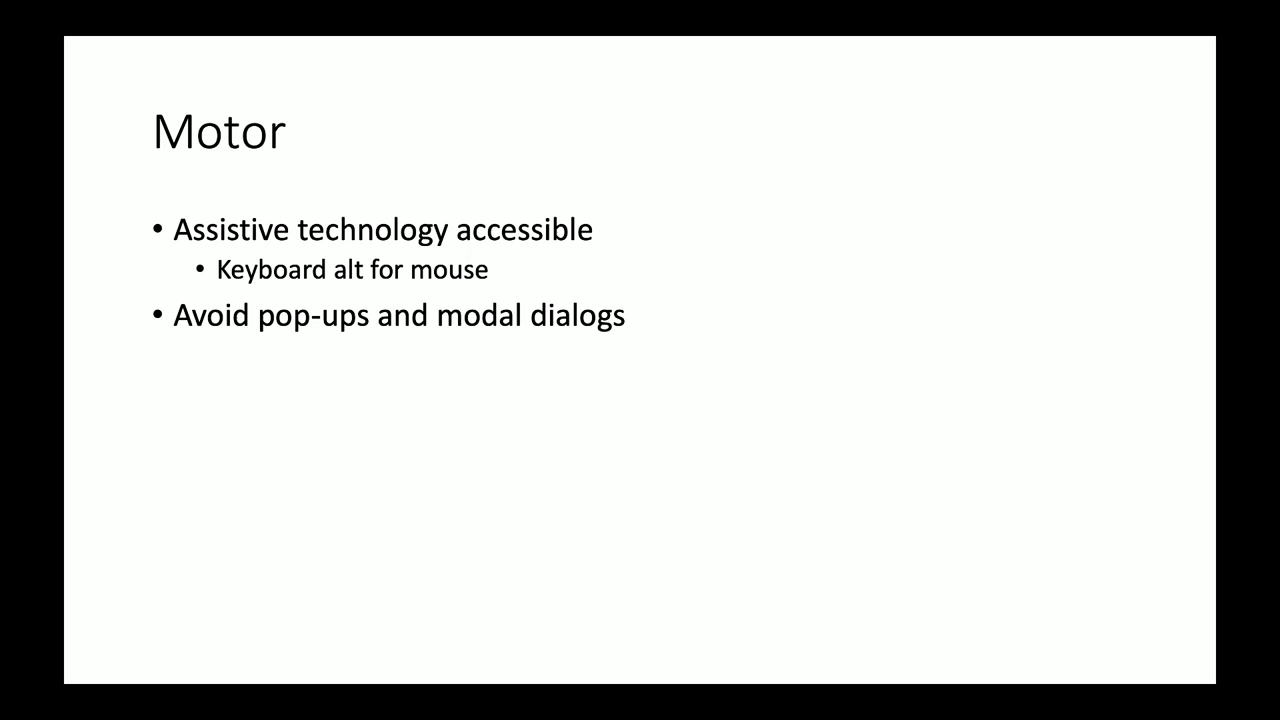 Motor
• Assistive technology accessible
• Keyboard alt for mouse
• Avoid pop-ups and modal dialogs